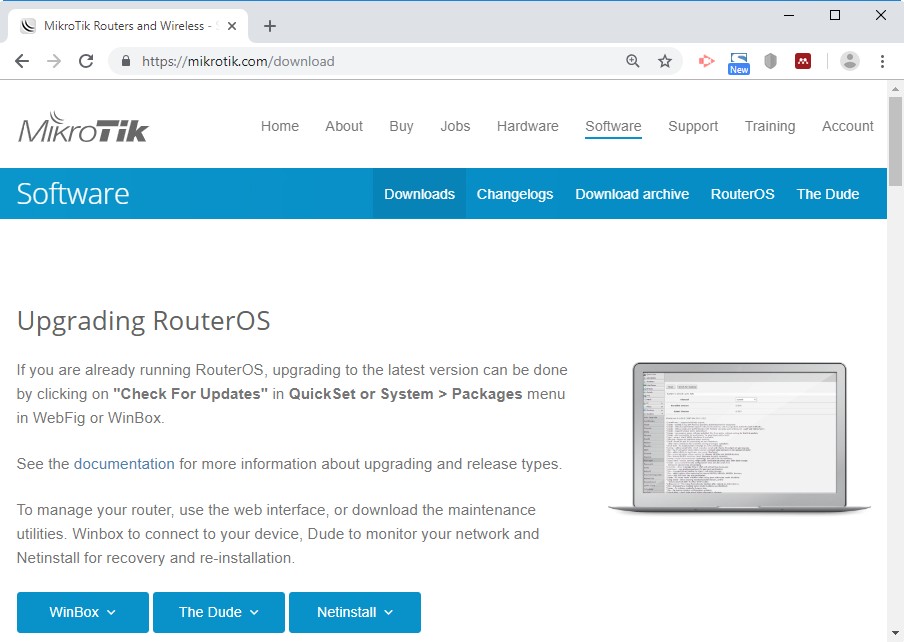 MikroTik Routers and Wireless -
https://mikrotik.com/download
New
MikroTik
Home About Buy Jobs Hardware Software Support Training Account
Software
Downloads Changelogs Download archive RouterOS The Dude
Upgrading RouterOS
If you are already running RouterOS, upgrading to the latest version can be done
by clicking on "Check For Updates" in QuickSet or System > Packages menu
in WebFig or WinBox.
See the documentation for more information about upgrading and release types.
To manage your router, use the web interface, or download the maintenance
utilities. Winbox to connect to your device, Dude to monitor your network and
Netinstall for recovery and re-installation.
WinBox The Dude Netinstall